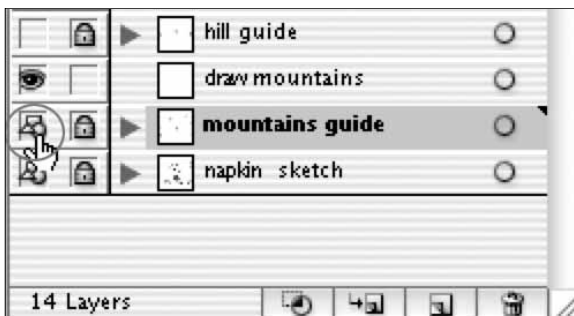 hill guide
draw mountains
mountains guide
napkin sketch
14 Layers